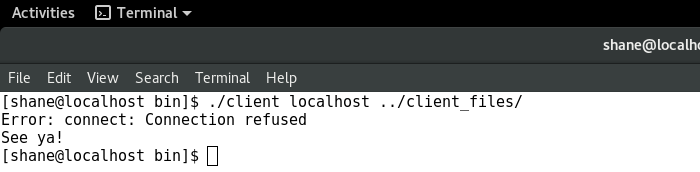 Activities Terminal
shane@localh
File Edit View Search Terminal Help
[shane@localhost bin]$ ./client localhost ../client_files/
Error: connect: Connection refused
See ya!
[shane@localhost bin]$